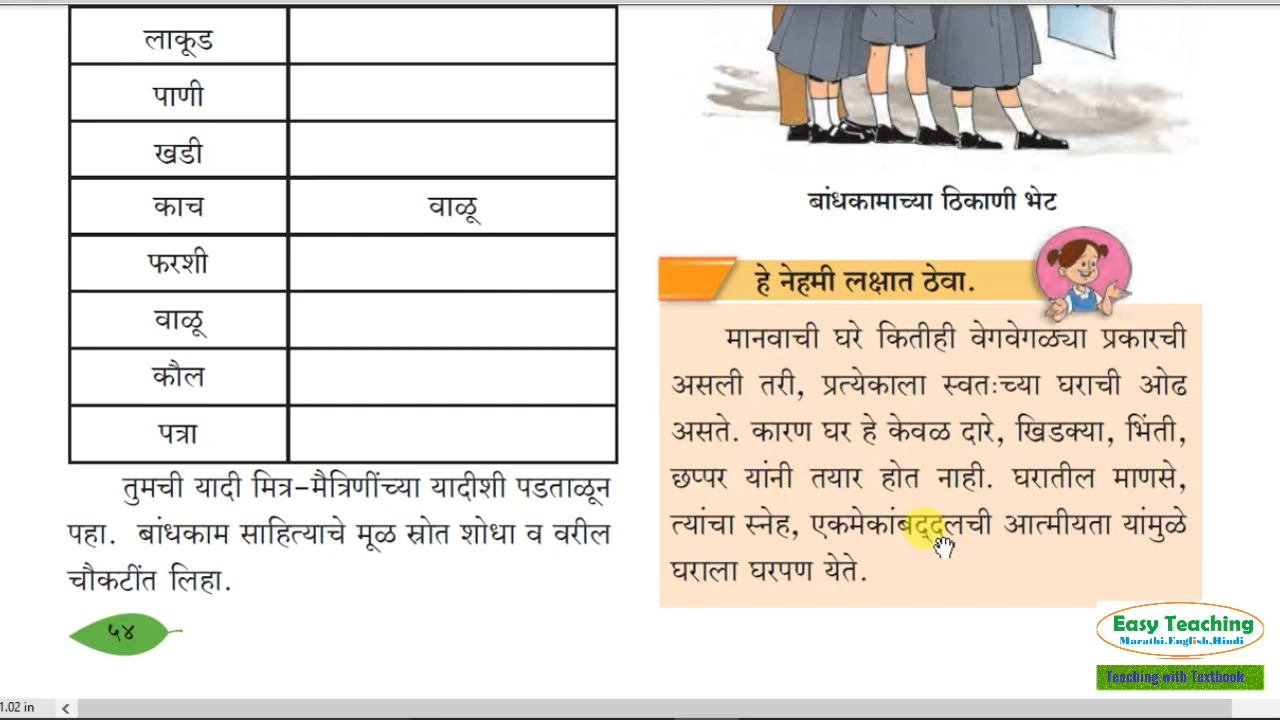 लाकूड
पाणी
खडी
काच वाळू
फरशी
वाळू
कौल
पत्रा
तुमची यादी मित्र-मैत्रिणींच्या यादीशी पडताळून
पहा. बांधकाम साहित्याचे मूळ स्रोत शोधा व वरील
चौकटींत लिहा.
५४
बांधकामाच्या ठिकाणी भेट
हे नेहमी लक्षात ठेवा.
मानवाची घरे कितीही वेगवेगळ्या प्रकारची
असली तरी, प्रत्येकाला स्वतःच्या घराची ओढ
असते. कारण घर हे केवळ दारे, खिडक्या, भिंती,
छप्पर यांनी तयार होत नाही. घरातील माणसे,
त्यांचा स्नेह, एकमेकांबद्दलची आत्मीयता यांमुळे
घराला घरपण येते.
Easy Teaching
Marathi.English,Hindi
Teaching with Textbook
1.02 in